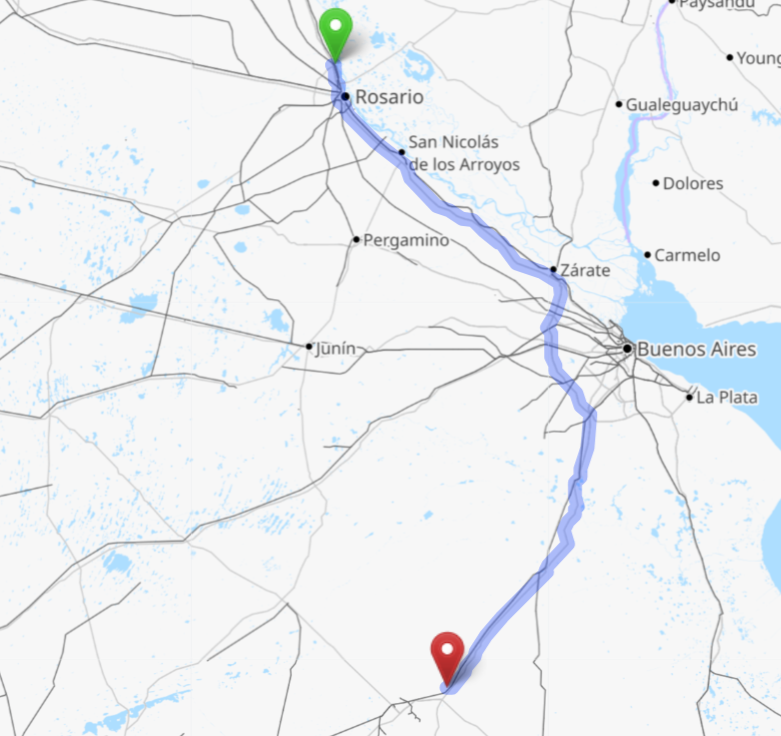 Paysandú
Young
Gualeguaychú
Rosario
San Nicolás
de los Arroyos
Dolores
Pergamino
Carmelo
Zárate
Junín
Buenos Aires
La Plata